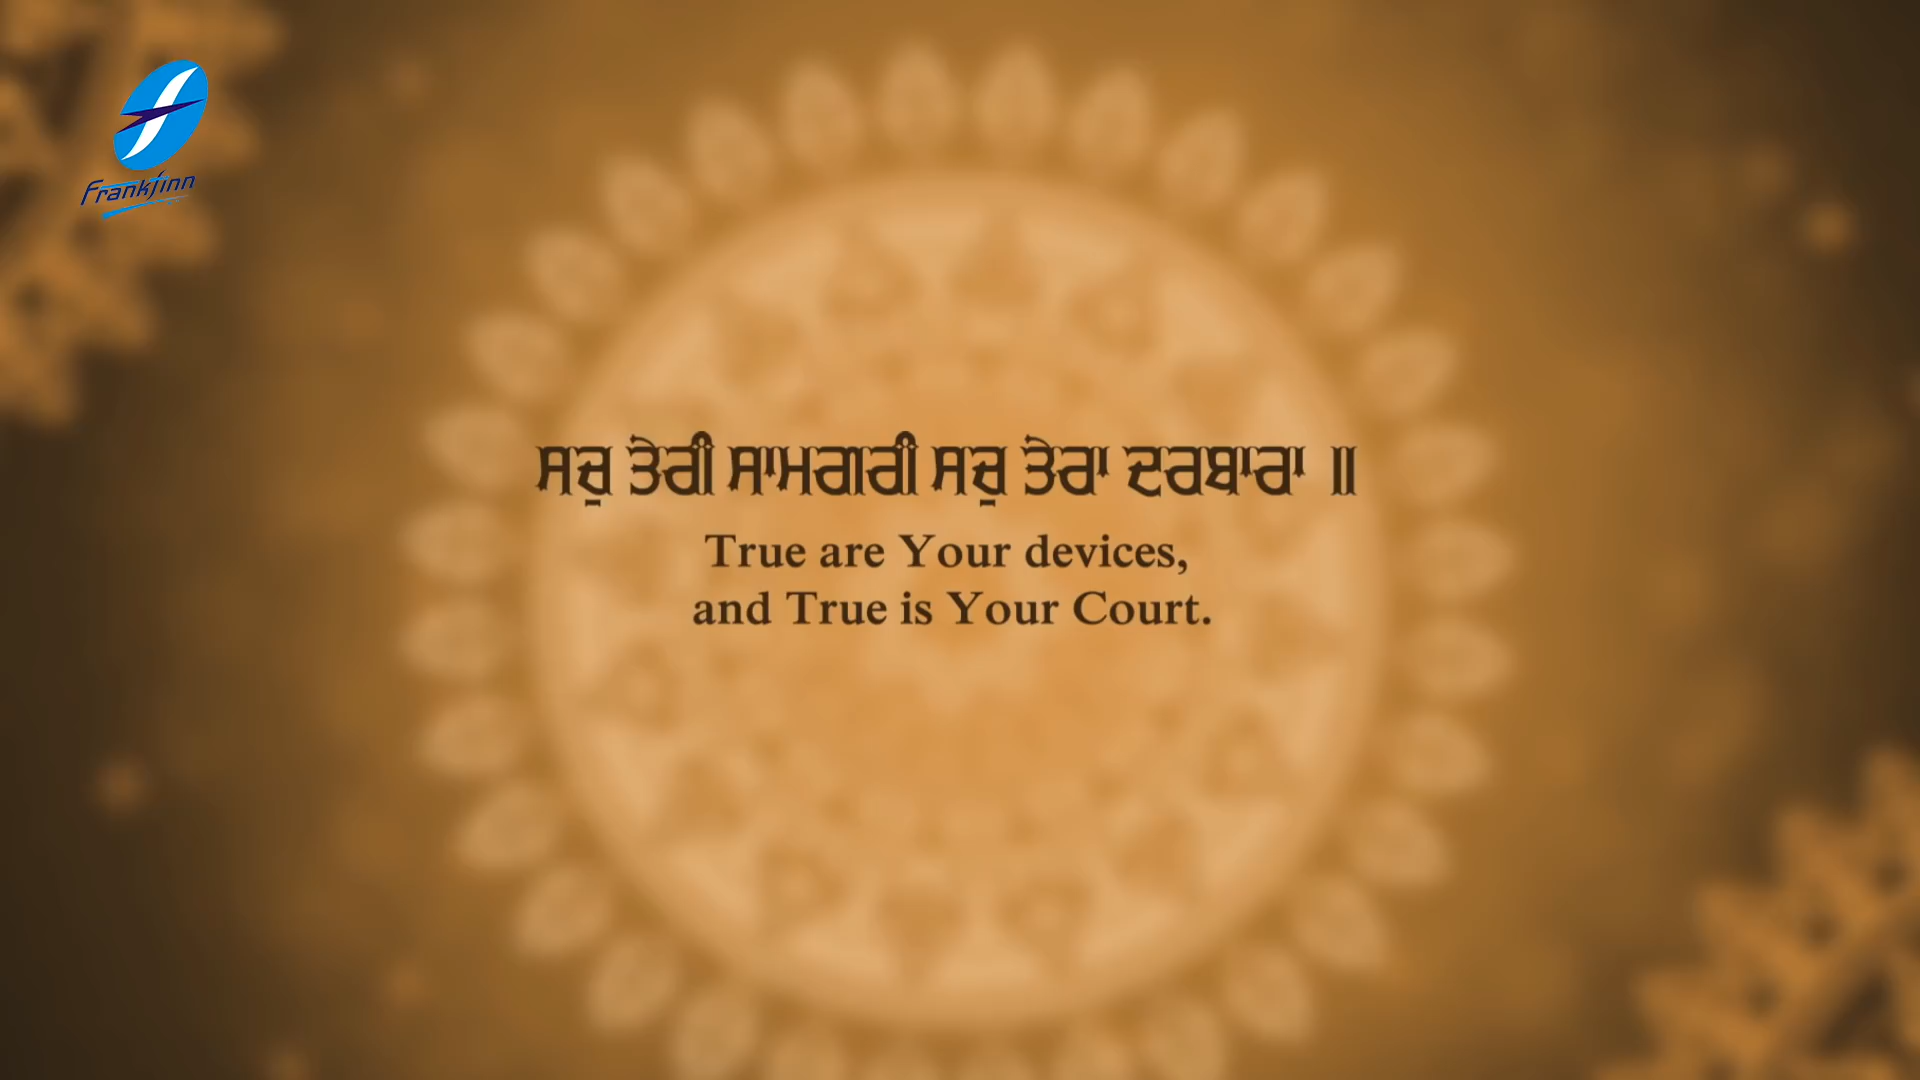 Frankfinn
ਸਚੁ ਤੇਰੀ ਸਾਮਗਰੀ ਸਚੁ ਤੇਰਾ ਦਰਬਾਰਾ ॥
True are Your devices,
and True is Your Court.